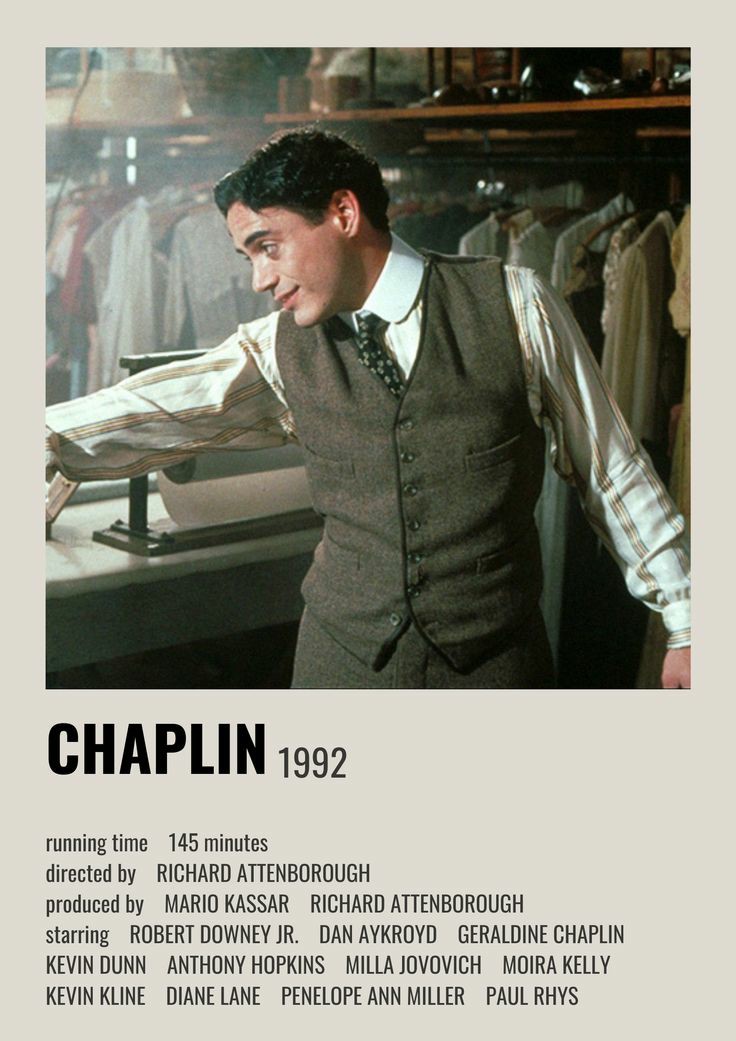 CHAPLIN 1992
running time 145 minutes
directed by RICHARD ATTENBOROUGH
produced by MARIO KASSAR RICHARD ATTENBOROUGH
starring ROBERT DOWNEY JR. DAN AYKROYD GERALDINE CHAPLIN
KEVIN DUNN ANTHONY HOPKINS MILLA JOVOVICH MOIRA KELLY
KEVIN KLINE DIANE LANE PENELOPE ANN MILLER PAUL RHYS